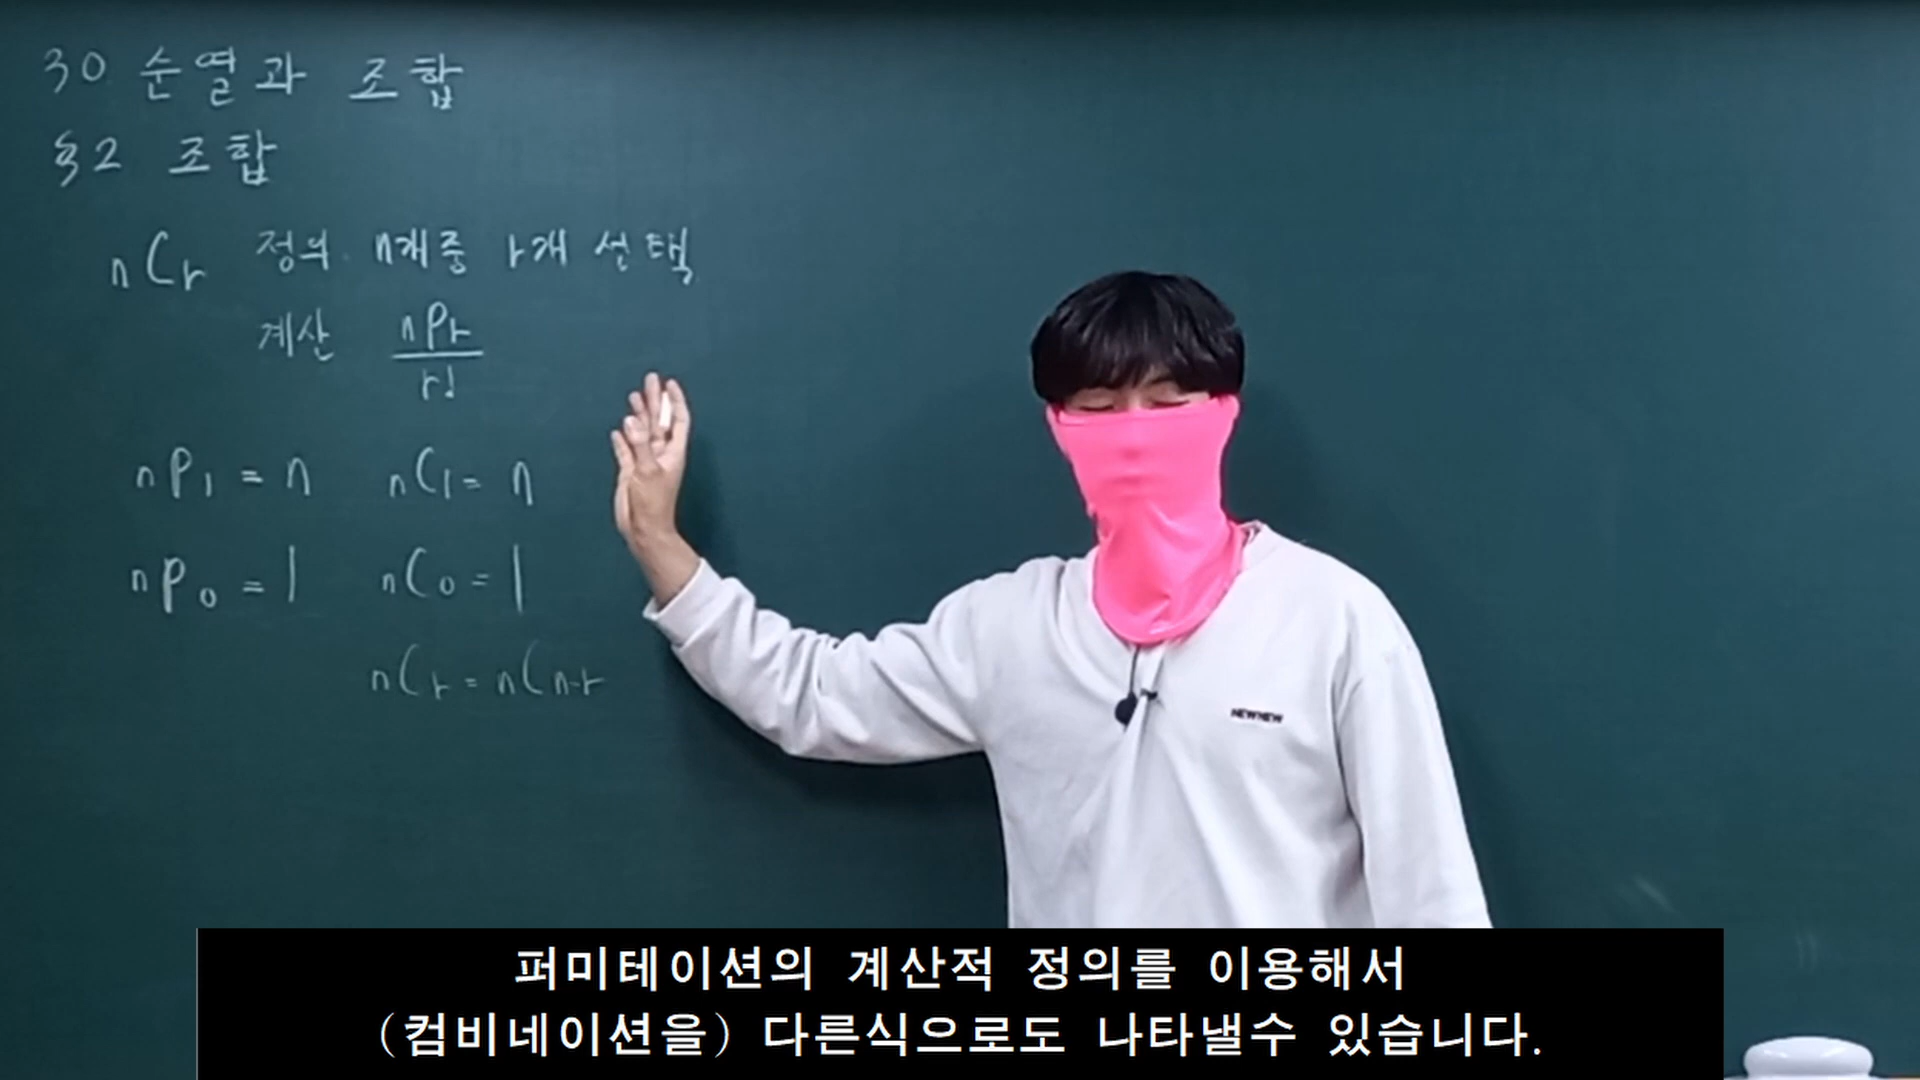 30 순열과 조합
§2 조합
nCr 정의. n개중 r개 선택
계산 nPr
r!
nP1 = n nC1 = n
nP0 = 1 nC0 = 1
nCr = nCn-r
NEWNEW
퍼미테이션의 계산적 정의를 이용해서
(컴비네이션을) 다른식으로도 나타낼수 있습니다.